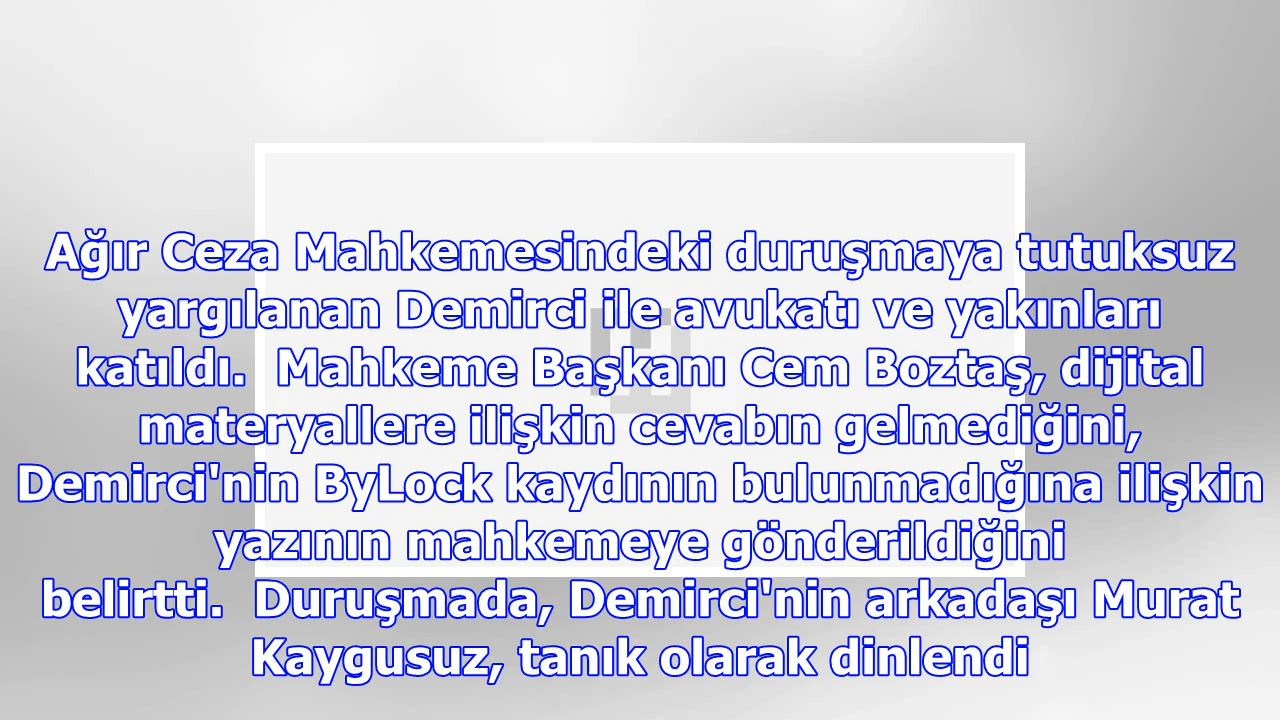 Ağır Ceza Mahkemesindeki duruşmaya tutuksuz
yargılanan Demirci ile avukatı ve yakınları
katıldı.  Mahkeme Başkanı Cem Boztaş, dijital
materyallere ilişkin cevabın gelmediğini,
Demirci'nin ByLock kaydının bulunmadığına ilişkin
yazının mahkemeye gönderildiğini
belirtti.  Duruşmada, Demirci'nin arkadaşı Murat
Kaygusuz, tanık olarak dinlendi